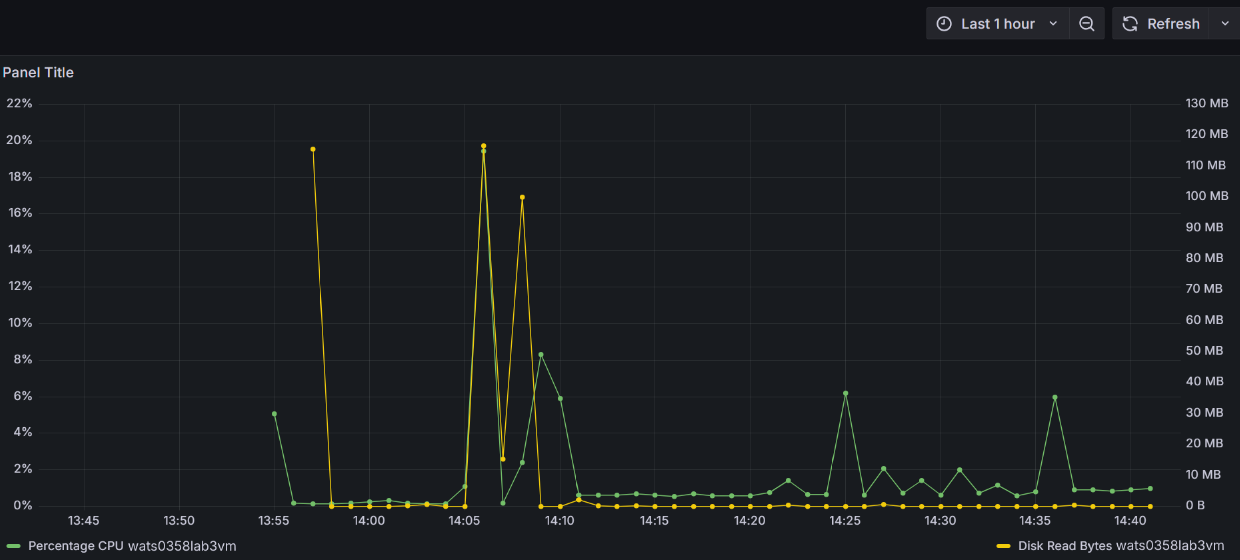 Last 1 hour Refresh
Panel Title
22% 130 MB
20% 120 MB
18% 110 MB
16% 100 MB
14% 90 MB
12% 80 MB
10% 70 MB
8% 60 MB
6% 50 MB
4% 40 MB
2% 30 MB
0% 20 MB
10 MB
0 B
13:45 13:50 13:55 14:00 14:05 14:10 14:15 14:20 14:25 14:30 14:35 14:40
Percentage CPU wats0358lab3vm Disk Read Bytes wats0358lab3vm